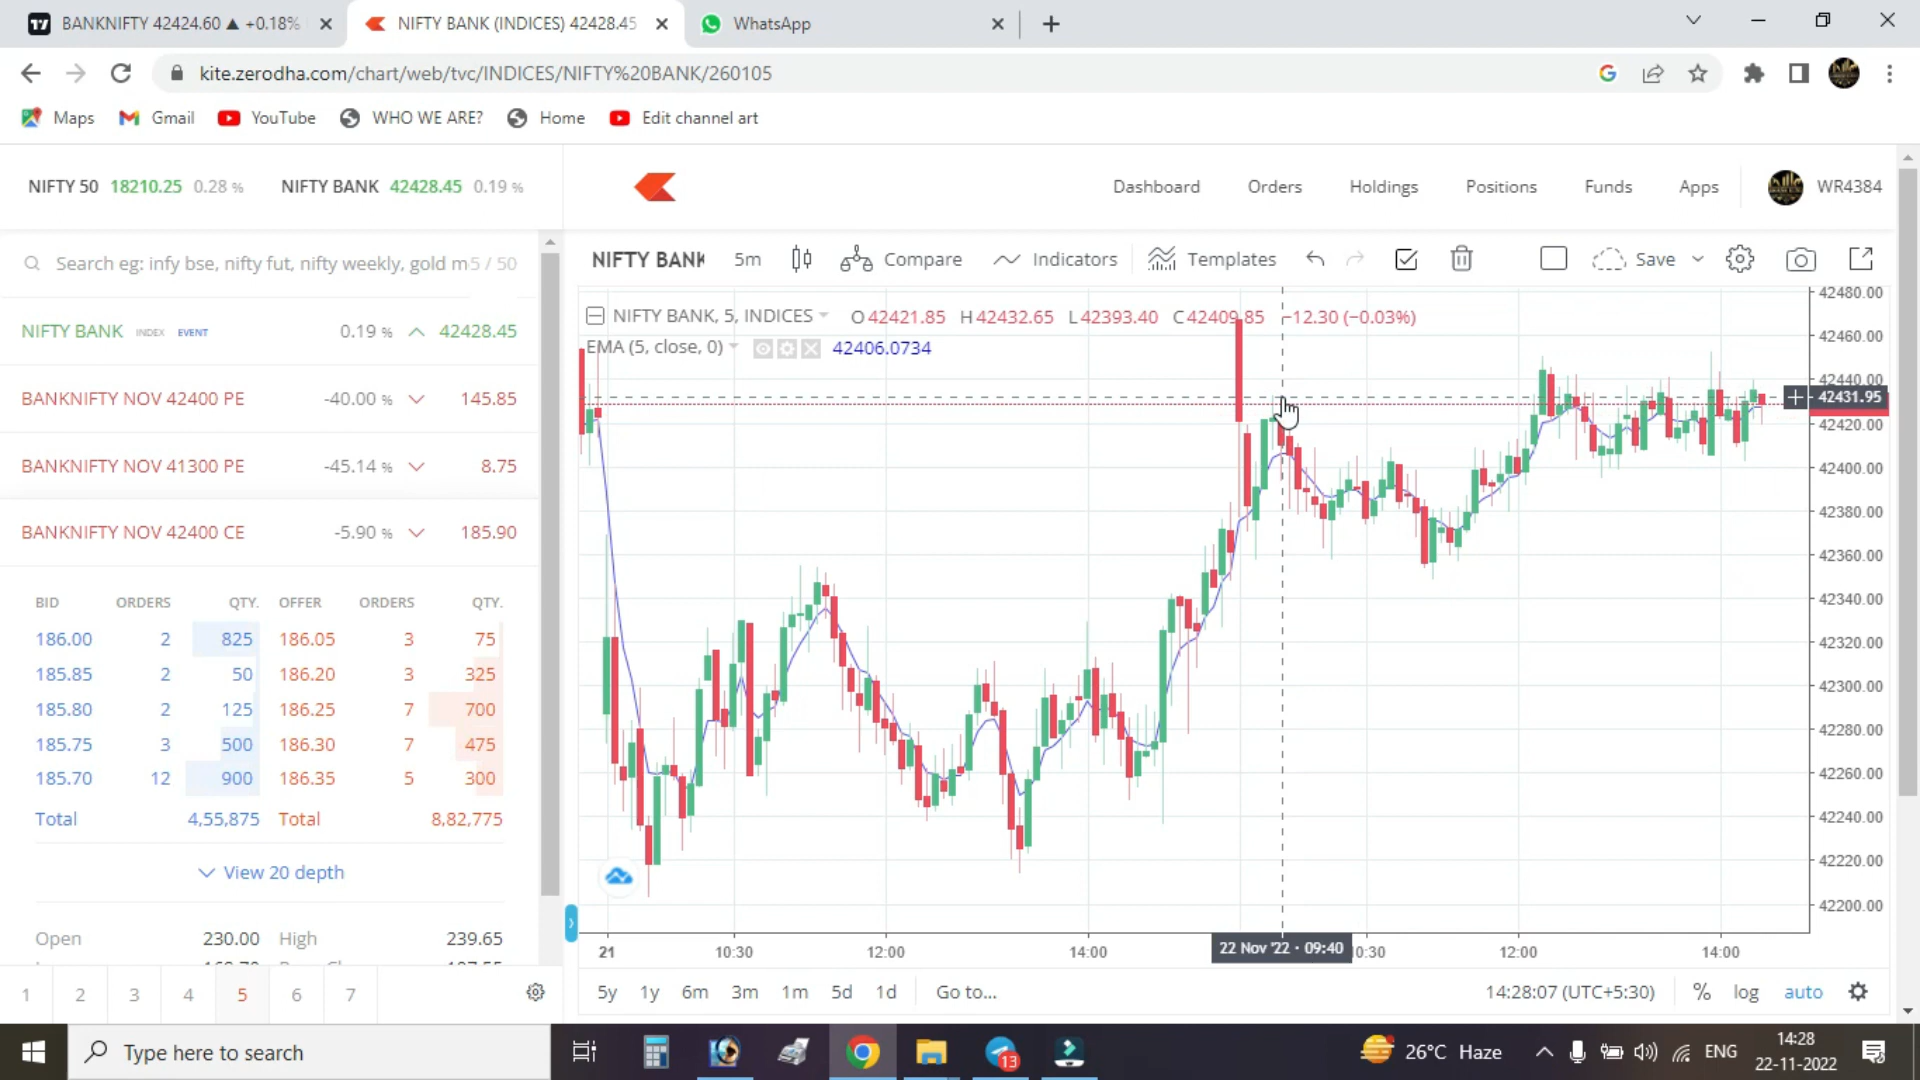 BANKNIFTY 42424.60 ▲ +0.18%
NIFTY BANK (INDICES) 42428.45
WhatsApp
kite.zerodha.com/chart/web/tvc/INDICES/NIFTY%20BANK/260105
Maps Gmail YouTube WHO WE ARE? Home Edit channel art
NIFTY 50 18210.25 0.28 % NIFTY BANK 42428.45 0.19 %
Dashboard Orders Holdings Positions Funds Apps WR4384
Search eg: infy bse, nifty fut, nifty weekly, gold m 5 / 50
NIFTY BANK INDEX EVENT 0.19 % 42428.45
BANKNIFTY NOV 42400 PE -40.00 % 145.85
BANKNIFTY NOV 41300 PE -45.14 % 8.75
BANKNIFTY NOV 42400 CE -5.90 % 185.90
BID ORDERS QTY. OFFER ORDERS QTY.
186.00 2 825 186.05 3 75
185.85 2 50 186.20 3 325
185.80 2 125 186.25 7 700
185.75 3 500 186.30 7 475
185.70 12 900 186.35 5 300
Total 4,55,875 Total 8,82,775
View 20 depth
Open 230.00 High 239.65
1 2 3 4 5 6 7
NIFTY BANK 5m Compare Indicators Templates Save
NIFTY BANK, 5, INDICES O42421.85 H42432.65 L42393.40 C42409.85 −12.30 (−0.03%)
EMA (5, close, 0) 42406.0734
42480.00
42460.00
42440.00
42431.95
42420.00
42400.00
42380.00
42360.00
42340.00
42320.00
42300.00
42280.00
42260.00
42240.00
42220.00
42200.00
21 10:30 12:00 14:00 22 Nov '22 · 09:40 0:30 12:00 14:00
5y 1y 6m 3m 1m 5d 1d Go to... 14:28:07 (UTC+5:30) % log auto
Type here to search
13
26°C Haze
ENG
14:28
22-11-2022